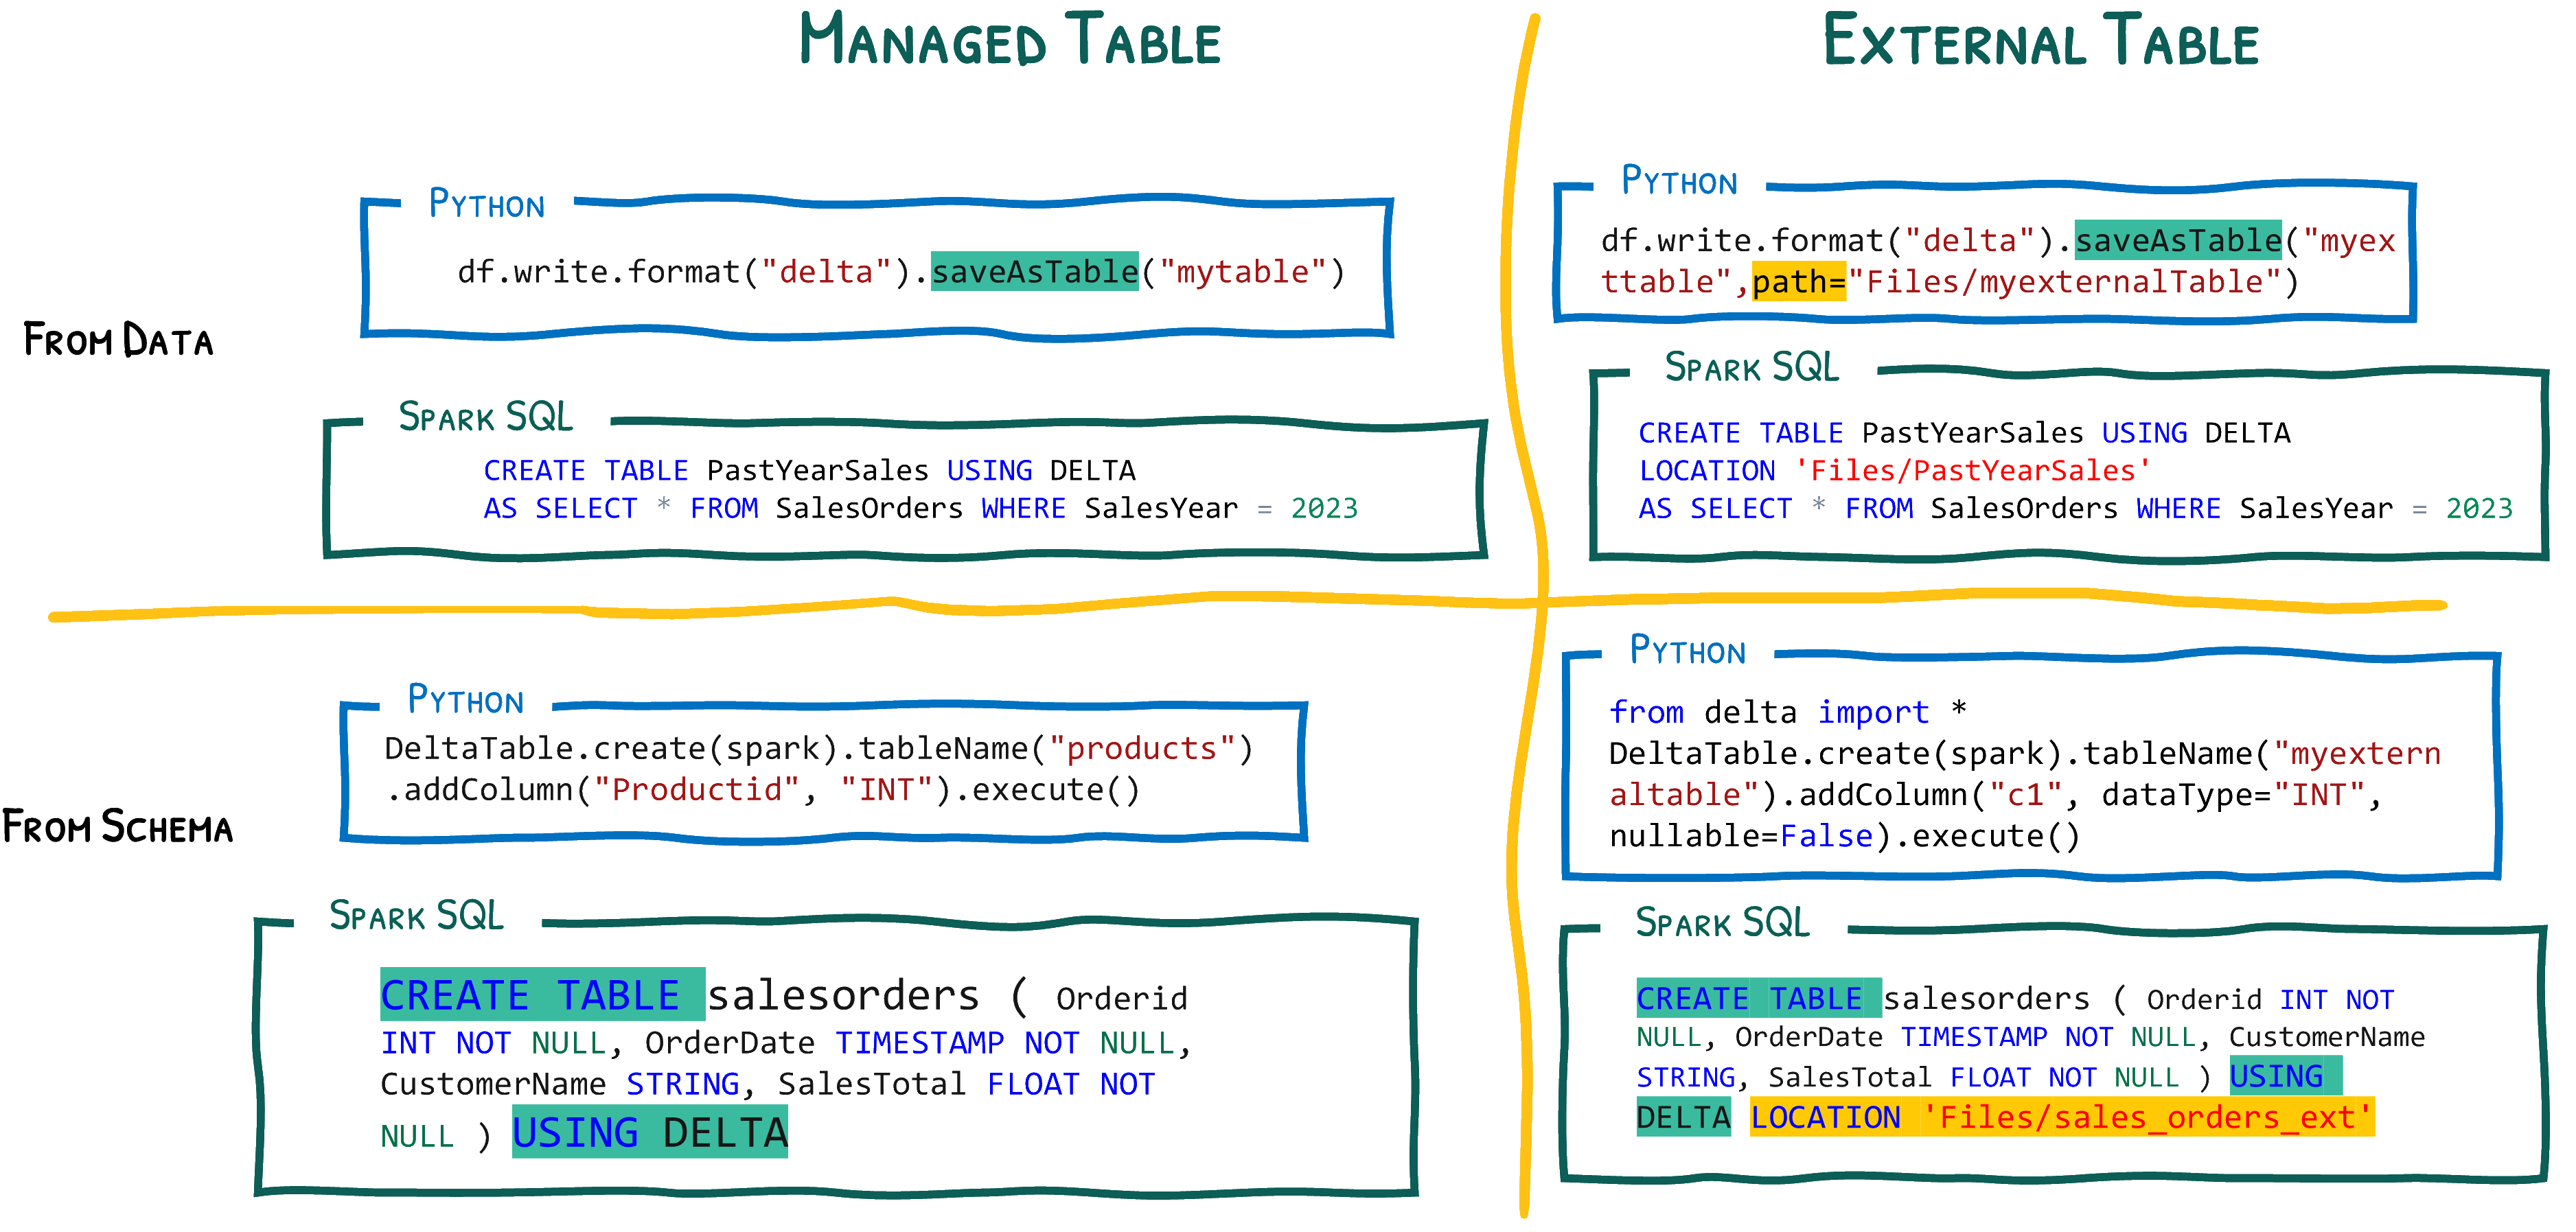 Managed Table
External Table
From Data
Python
df.write.format("delta").saveAsTable("mytable")
Spark SQL
CREATE TABLE PastYearSales USING DELTA
AS SELECT * FROM SalesOrders WHERE SalesYear = 2023
Python
df.write.format("delta").saveAsTable("myex
ttable",path="Files/myexternalTable")
Spark SQL
CREATE TABLE PastYearSales USING DELTA
LOCATION 'Files/PastYearSales'
AS SELECT * FROM SalesOrders WHERE SalesYear = 2023
From Schema
Python
DeltaTable.create(spark).tableName("products")
.addColumn("Productid", "INT").execute()
Spark SQL
CREATE TABLE salesorders ( Orderid
INT NOT NULL, OrderDate TIMESTAMP NOT NULL,
CustomerName STRING, SalesTotal FLOAT NOT
NULL ) USING DELTA
Python
from delta import *
DeltaTable.create(spark).tableName("myextern
altable").addColumn("c1", dataType="INT",
nullable=False).execute()
Spark SQL
CREATE TABLE salesorders ( Orderid INT NOT
NULL, OrderDate TIMESTAMP NOT NULL, CustomerName
STRING, SalesTotal FLOAT NOT NULL ) USING
DELTA LOCATION 'Files/sales_orders_ext'